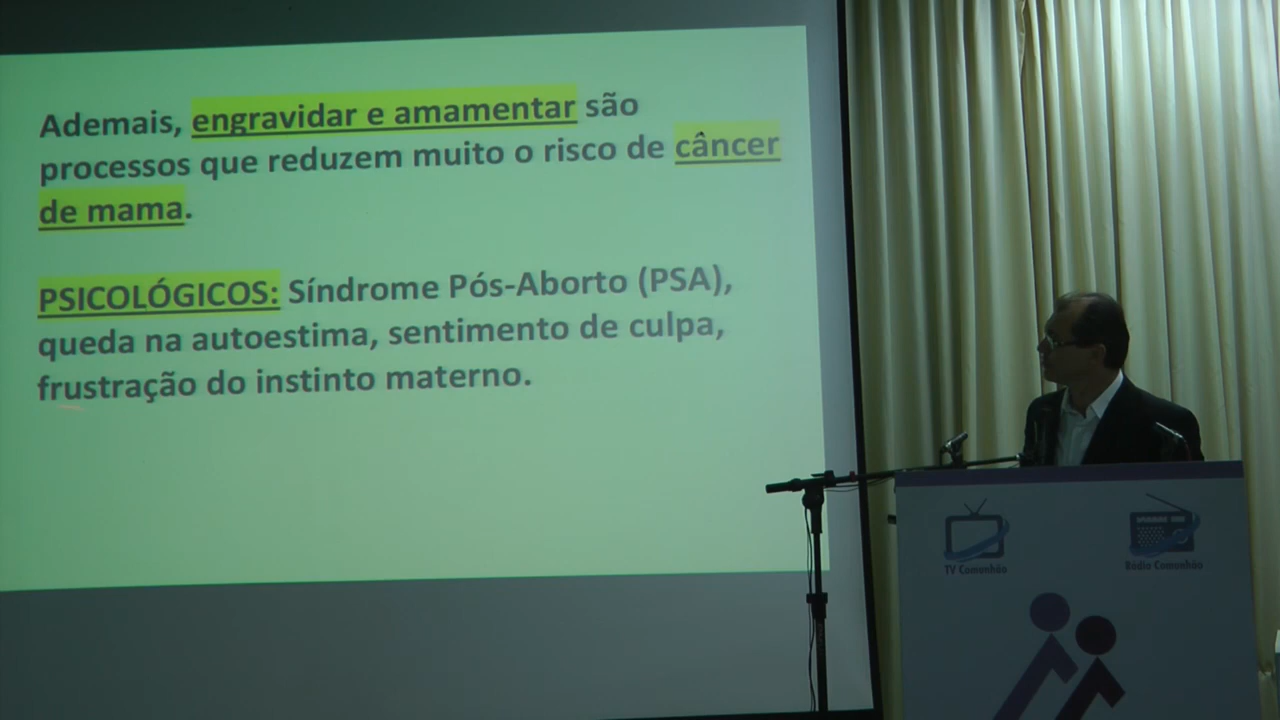 Ademais, engravidar e amamentar são
processos que reduzem muito o risco de câncer
de mama.
PSICOLÓGICOS: Síndrome Pós-Aborto (PSA),
queda na autoestima, sentimento de culpa,
frustração do instinto materno.
TV Comunhão
Rádio Comunhão